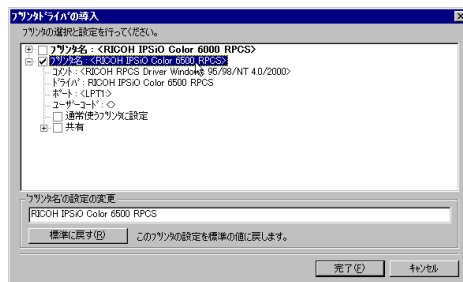 プリンタドライバの導入
プリンタの選択と設定を行ってください。
プリンタ名 : <RICOH IPSiO Color 6000 RPCS>
プリンタ名 : <RICOH IPSiO Color 6500 RPCS>
コメント : <RICOH RPCS Driver Windows 95/98/NT 4.0/2000>
ドライバ : RICOH IPSiO Color 6500 RPCS
ポート : <LPT1>
ユーザーコード : <>
通常使うプリンタに設定
共有
'プリンタ名'の設定の変更
RICOH IPSiO Color 6500 RPCS
標準に戻す(R)
このプリンタの設定を標準の値に戻します。
完了(F)
キャンセル